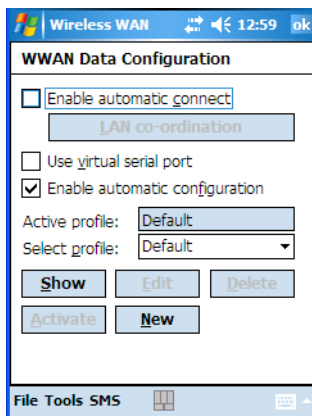 Wireless WAN 12:59 ok
WWAN Data Configuration
Enable automatic connect
LAN co-ordination
Use virtual serial port
Enable automatic configuration
Active profile: Default
Select profile: Default
Show Edit Delete
Activate New
File Tools SMS